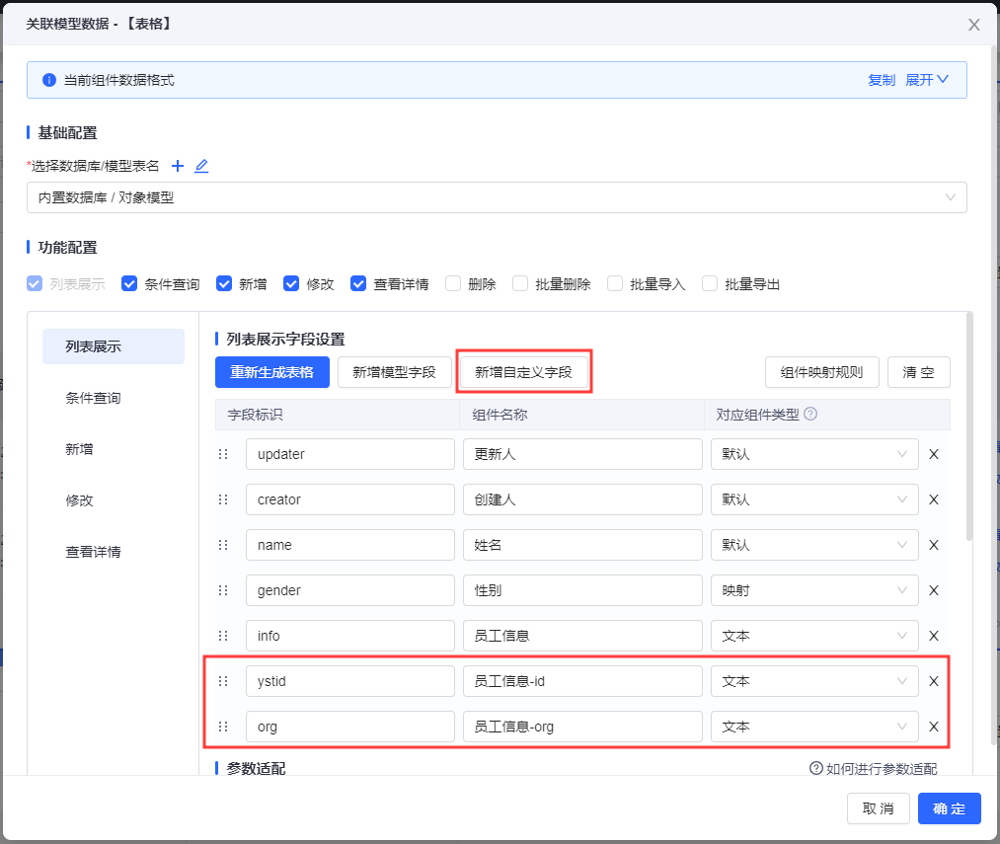 关联模型数据 - 【表格】
当前组件数据格式 复制 展开
基础配置
*选择数据库/模型表名
内置数据库 / 对象模型
功能配置
列表展示 条件查询 新增 修改 查看详情 删除 批量删除 批量导入 批量导出
列表展示
条件查询
新增
修改
查看详情
列表展示字段设置
重新生成表格 新增模型字段 新增自定义字段 组件映射规则 清 空
字段标识 组件名称 对应组件类型
updater 更新人 默认 X
creator 创建人 默认 X
name 姓名 默认 X
gender 性别 映射 X
info 员工信息 文本 X
ystid 员工信息-id 文本 X
org 员工信息-org 文本 X
参数适配 如何进行参数适配
取 消 确 定